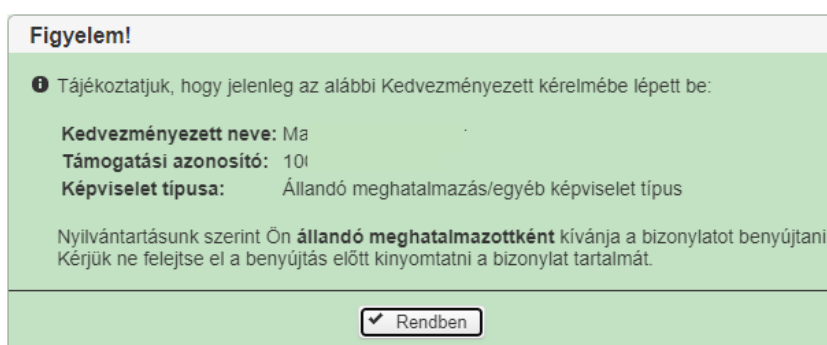 Figyelem!
Tájékoztatjuk, hogy jelenleg az alábbi Kedvezményezett kérelmébe lépett be:
Kedvezményezett neve: Ma
Támogatási azonosító: 10
Képviselet típusa: Állandó meghatalmazás/egyéb képviselet típus
Nyilvántartásunk szerint Ön állandó meghatalmazottként kívánja a bizonylatot benyújtani
Kérjük ne felejtse el a benyújtás előtt kinyomtatni a bizonylat tartalmát.
Rendben